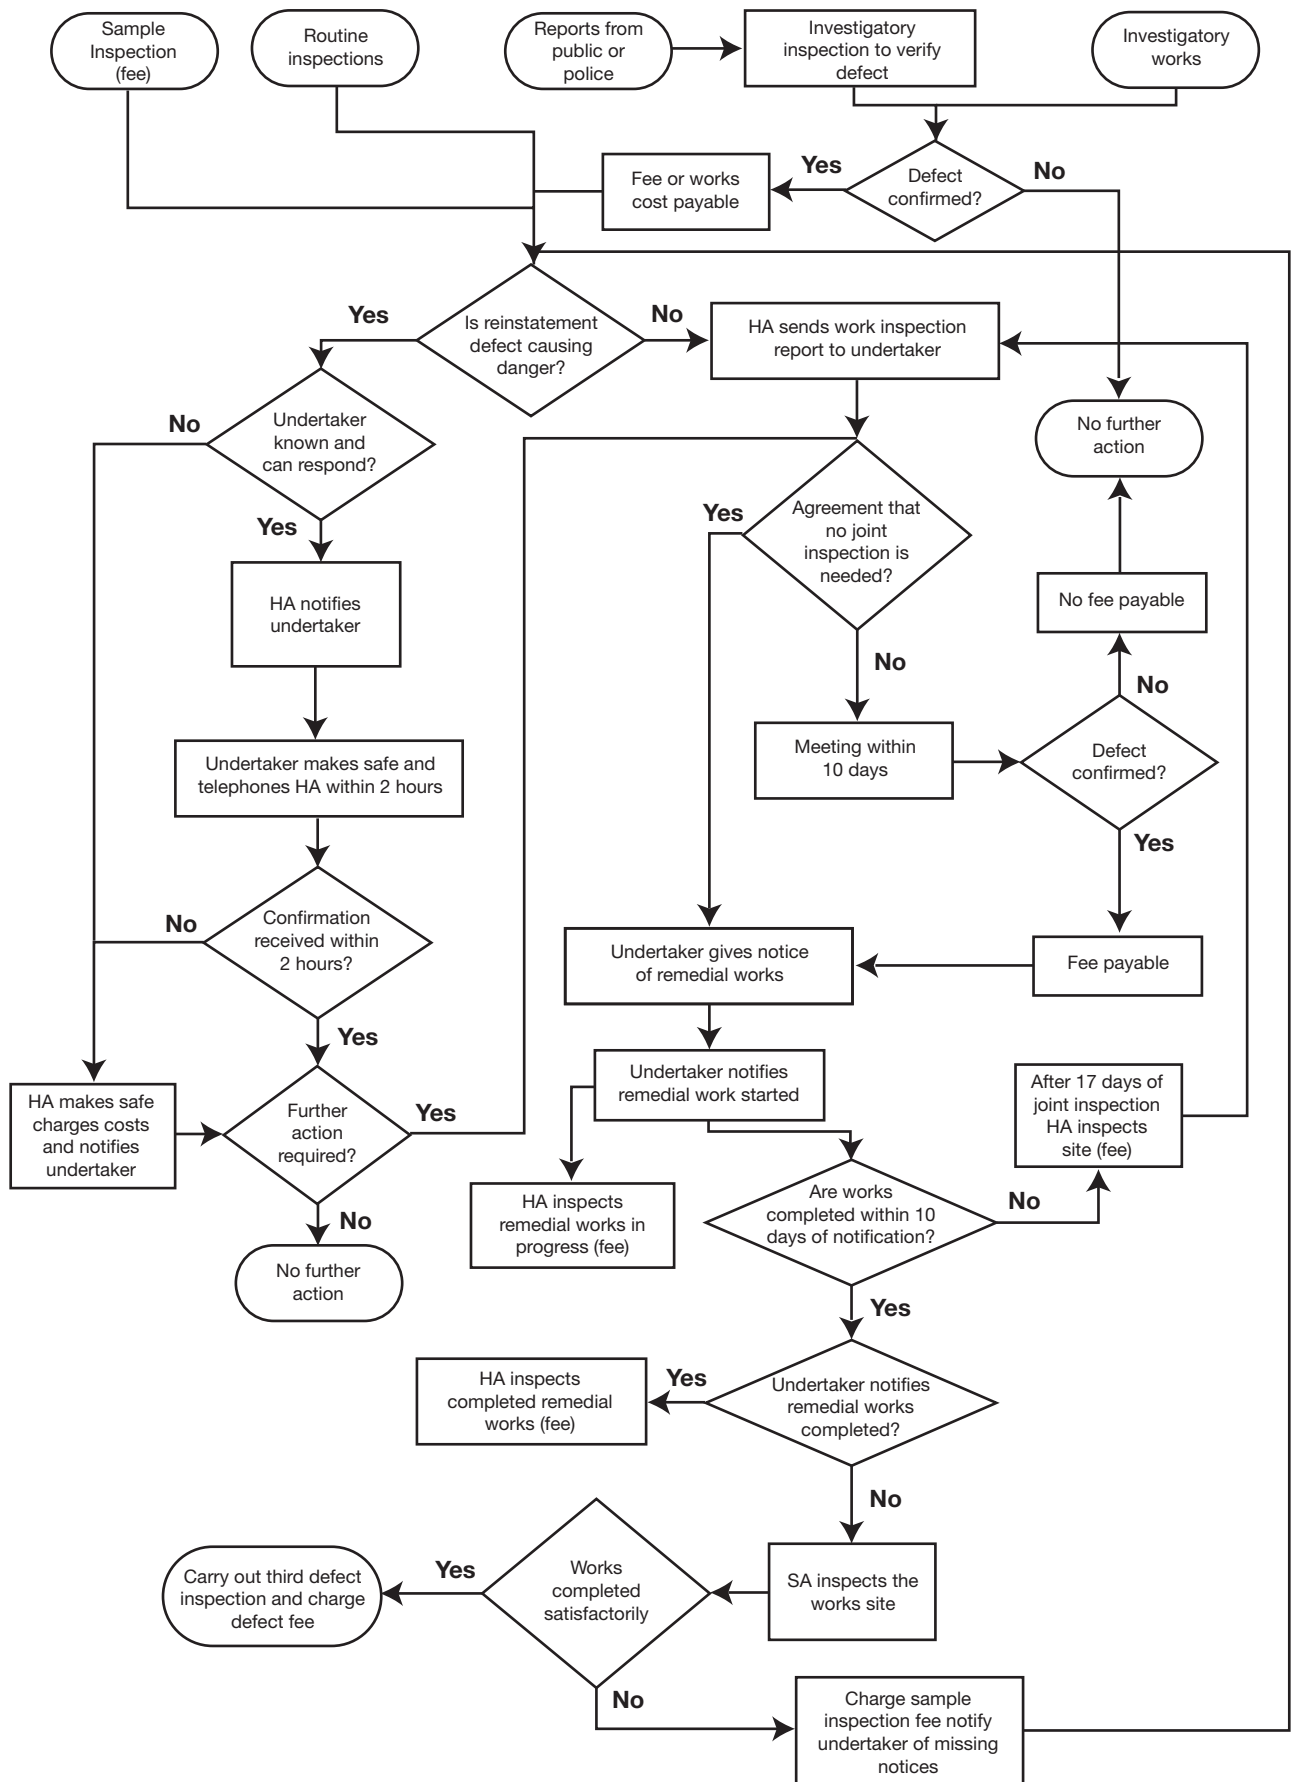 Sample
Inspection
(fee)
Routine
inspections
Reports from
public or
police
Investigatory
inspection to verify
defect
Investigatory
works
Fee or works
cost payable
Yes
Defect
confirmed?
No
Yes
Is reinstatement
defect causing
danger?
No
HA sends work inspection
report to undertaker
No
Undertaker
known and
can respond?
No further
action
Yes
Yes
Agreement that
no joint
inspection is
needed?
HA notifies
undertaker
No fee payable
No
No
Undertaker makes safe and
telephones HA within 2 hours
Meeting within
10 days
Defect
confirmed?
Yes
No
Confirmation
received within
2 hours?
Undertaker gives notice
of remedial works
Fee payable
Yes
HA makes safe
charges costs
and notifies
undertaker
Further
action
required?
Yes
Undertaker notifies
remedial work started
After 17 days of
joint inspection
HA inspects
site (fee)
No
HA inspects
remedial works in
progress (fee)
Are works
completed within 10
days of notification?
No
No further
action
Yes
HA inspects
completed remedial
works (fee)
Yes
Undertaker notifies
remedial works
completed?
No
Carry out third defect
inspection and charge
defect fee
Yes
Works
completed
satisfactorily
SA inspects the
works site
No
Charge sample
inspection fee notify
undertaker of missing
notices